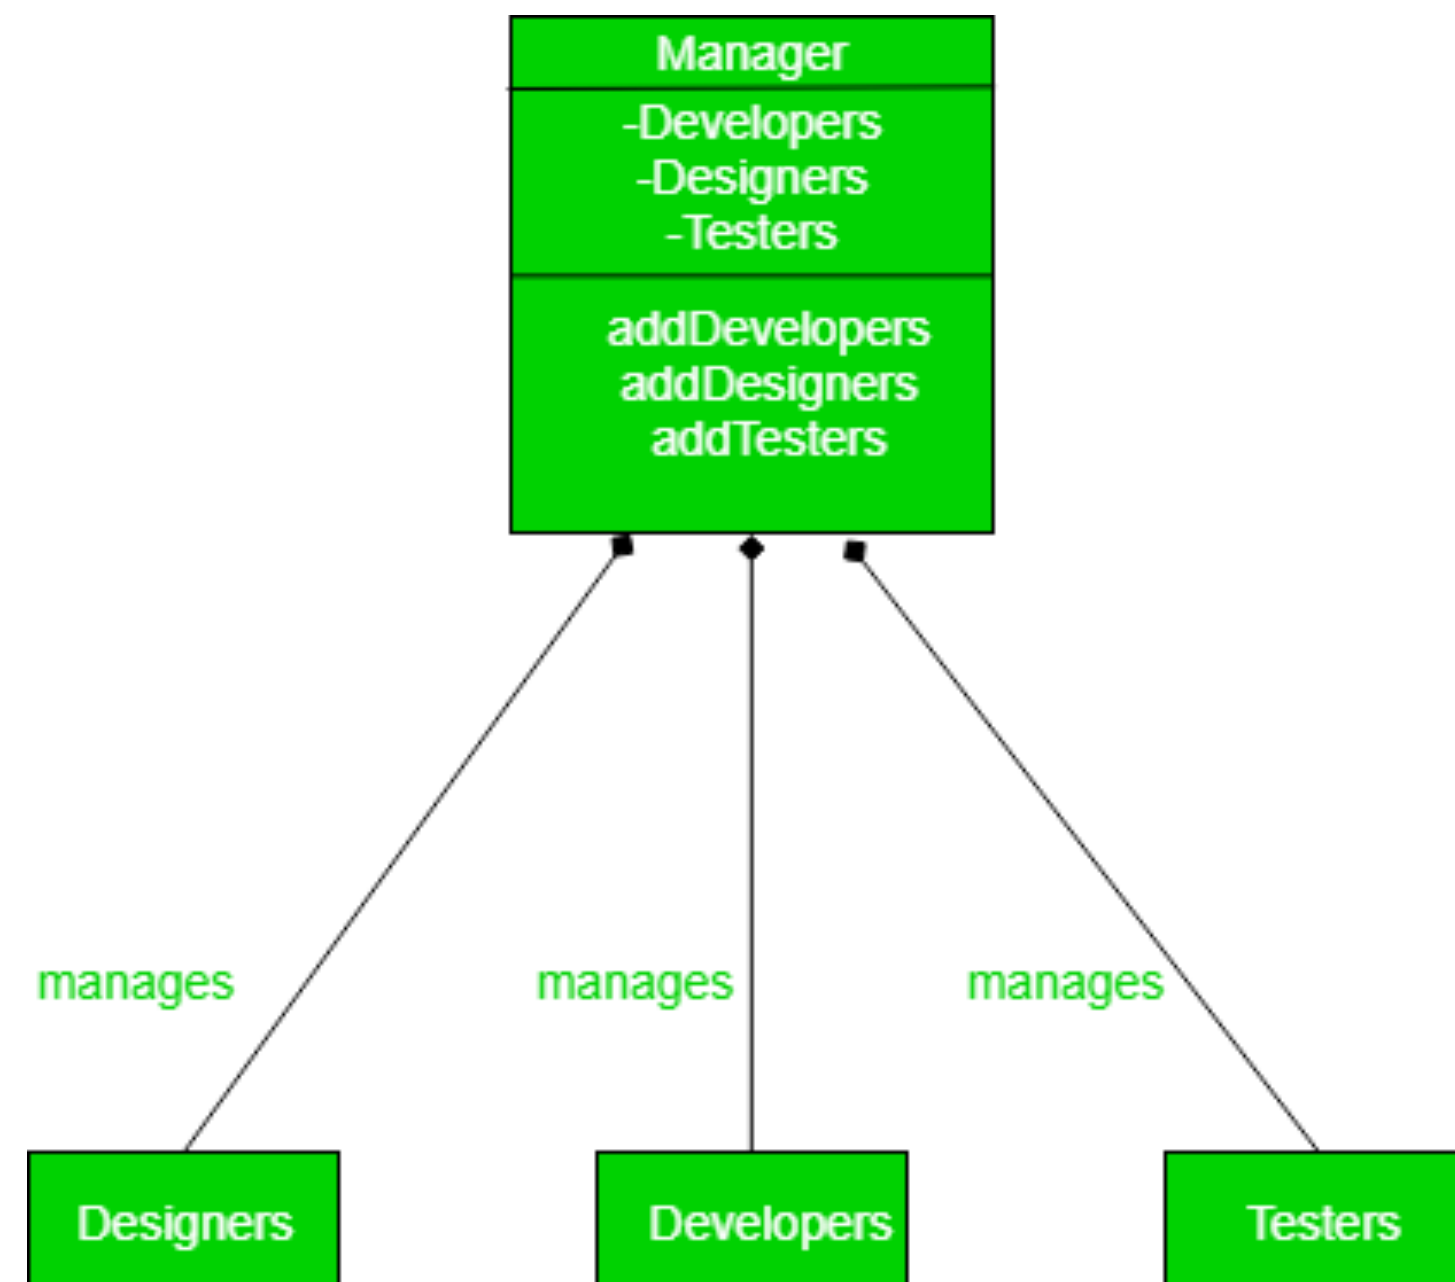 Manager
-Developers
-Designers
-Testers
addDevelopers
addDesigners
addTesters
manages
manages
manages
Designers
Developers
Testers